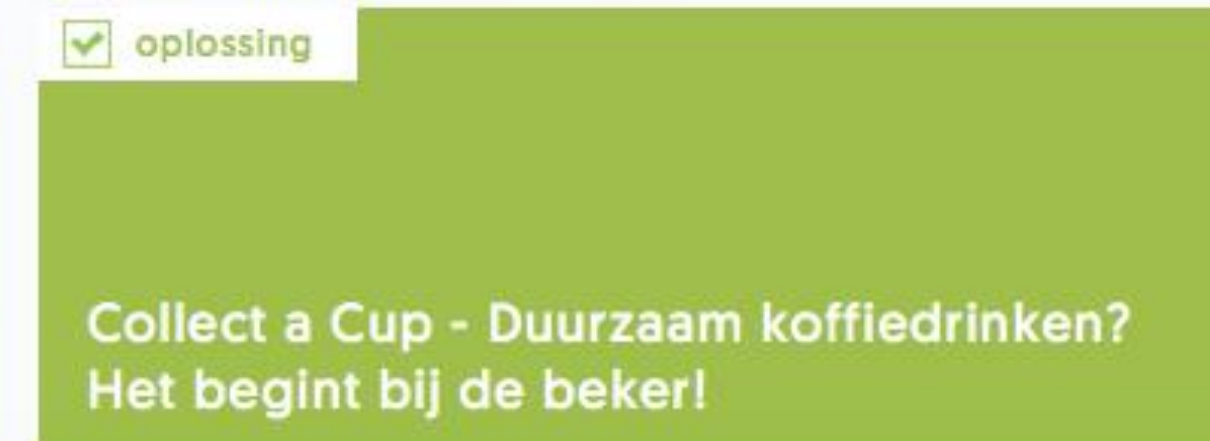 oplossing
Collect a Cup - Duurzaam koffiedrinken?
Het begint bij de beker!